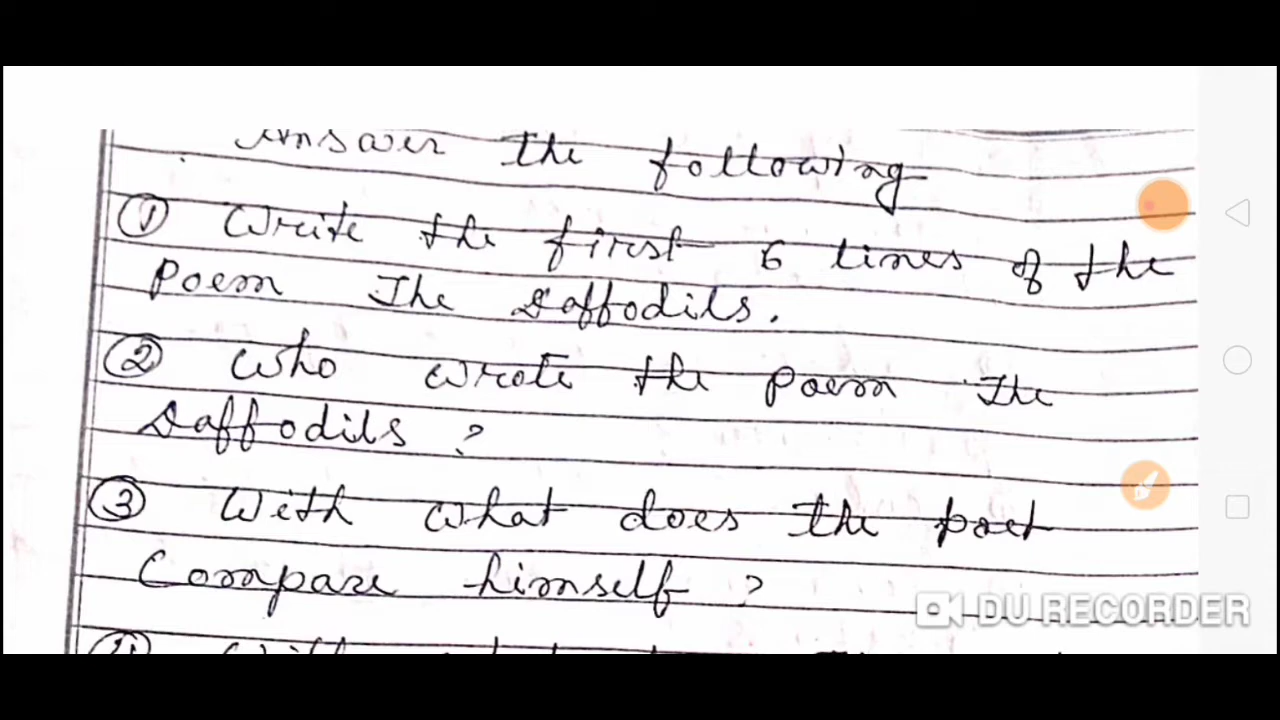 Answer the following
① Write the first 6 lines of the
Poem The Daffodils.
② Who wrote the poem The
Daffodils ?
③ With what does the poet
Compare himself ?
With
DU RECORDER